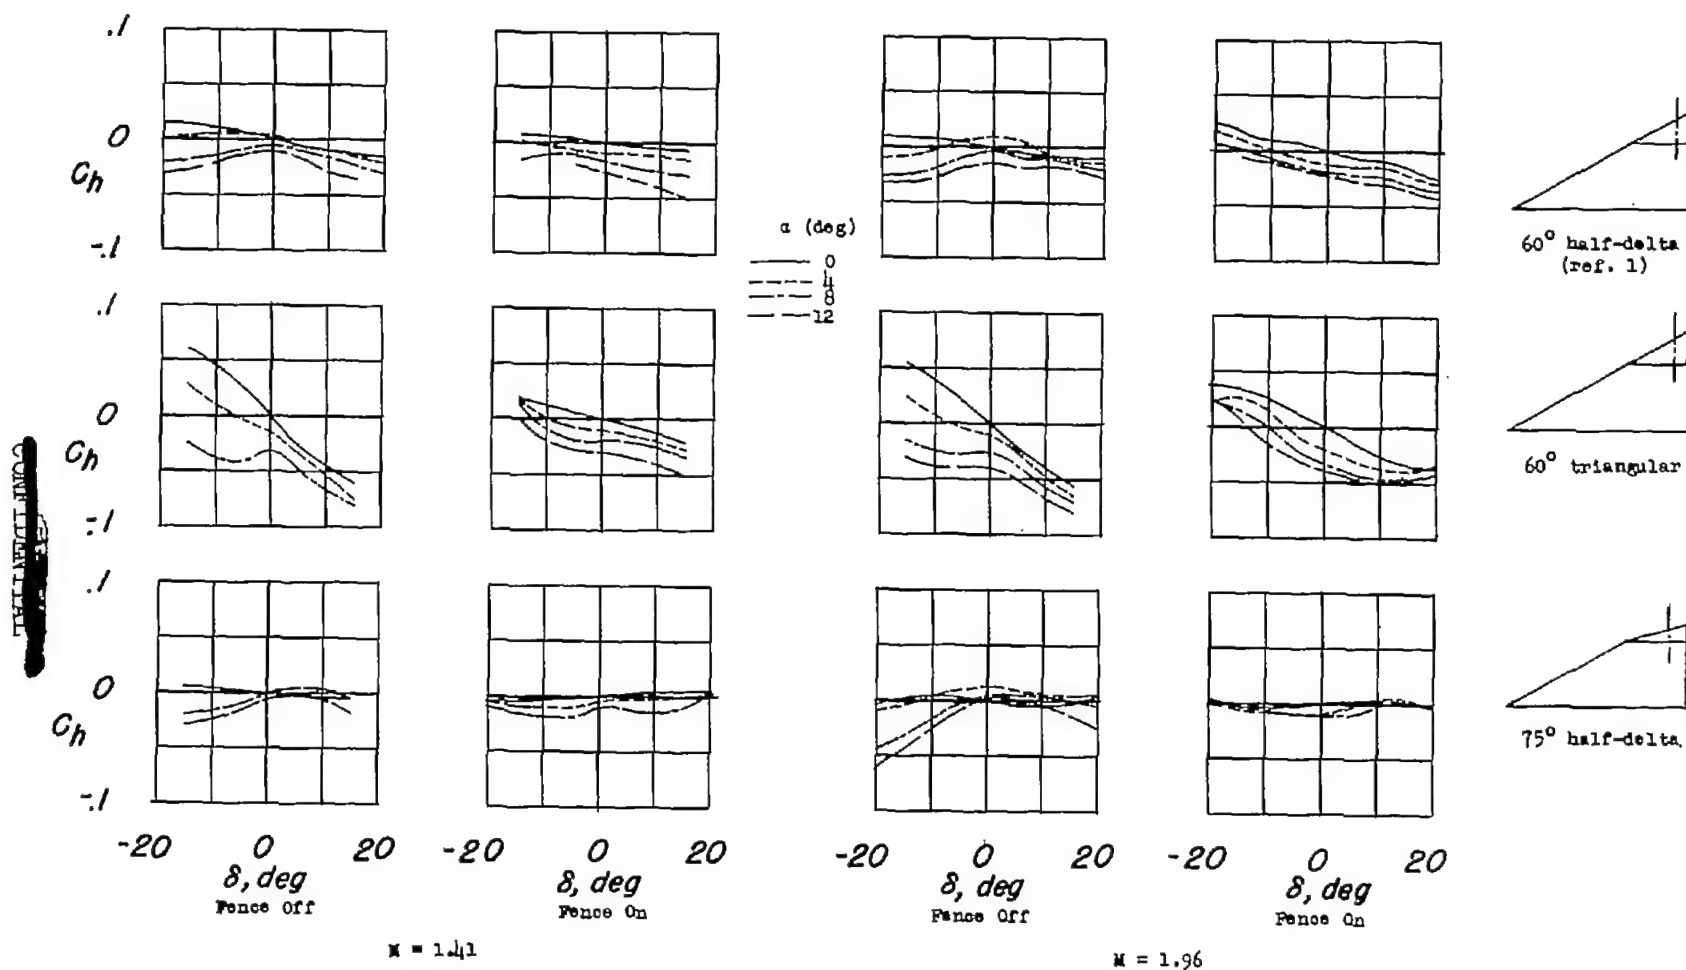 .1
0
Ch
-.1
α (deg)
0
4
8
12
60° half-delta
(ref. 1)
.1
0
Ch
-.1
60° triangular
CONFIDENTIAL
.1
0
Ch
-.1
75° half-delta.
-20 0 20 -20 0 20 -20 0 20 -20 0 20
δ, deg δ, deg δ, deg δ, deg
Fence Off Fence On Fence Off Fence On
M = 1.41 M = 1.96